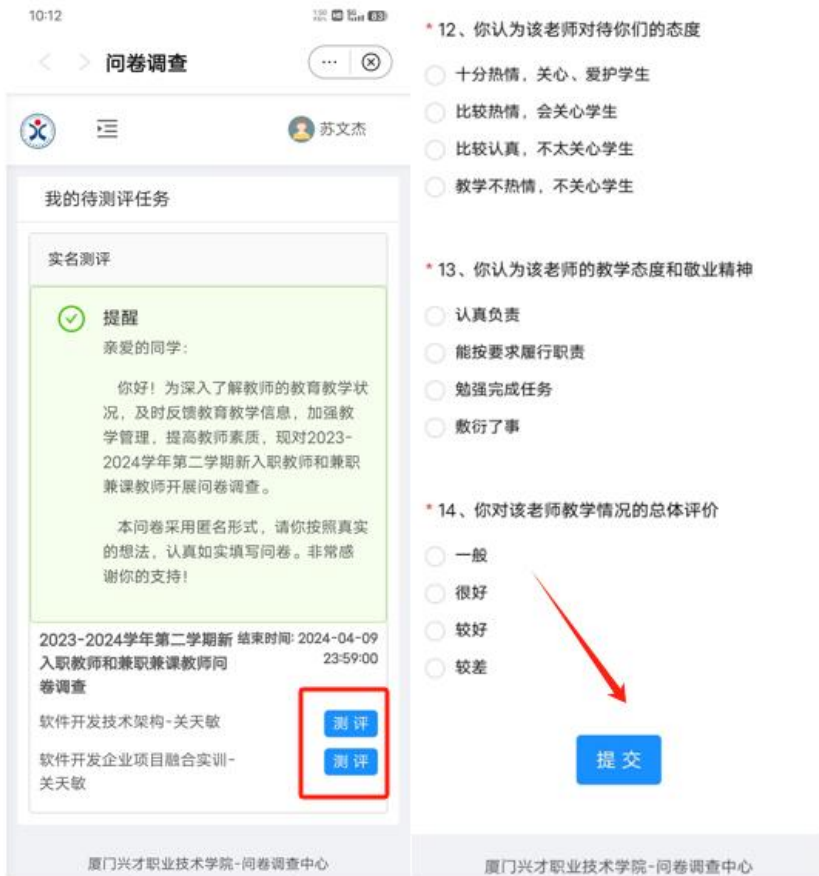 10:12
问卷调查
苏文杰
我的待测评任务
实名测评
提醒
亲爱的同学:
你好！为深入了解教师的教育教学状
况，及时反馈教育教学信息，加强教
学管理，提高教师素质，现对2023-
2024学年第二学期新入职教师和兼职
兼课教师开展问卷调查。
本问卷采用匿名形式，请你按照真实
的想法，认真如实填写问卷。非常感
谢你的支持！
2023-2024学年第二学期新 结束时间: 2024-04-09
入职教师和兼职兼课教师问 23:59:00
卷调查
软件开发技术架构-关天敏 测 评
软件开发企业项目融合实训- 测 评
关天敏
厦门兴才职业技术学院-问卷调查中心
* 12、你认为该老师对待你们的态度
十分热情，关心、爱护学生
比较热情，会关心学生
比较认真，不太关心学生
教学不热情，不关心学生
* 13、你认为该老师的教学态度和敬业精神
认真负责
能按要求履行职责
勉强完成任务
敷衍了事
* 14、你对该老师教学情况的总体评价
一般
很好
较好
较差
提 交
厦门兴才职业技术学院-问卷调查中心